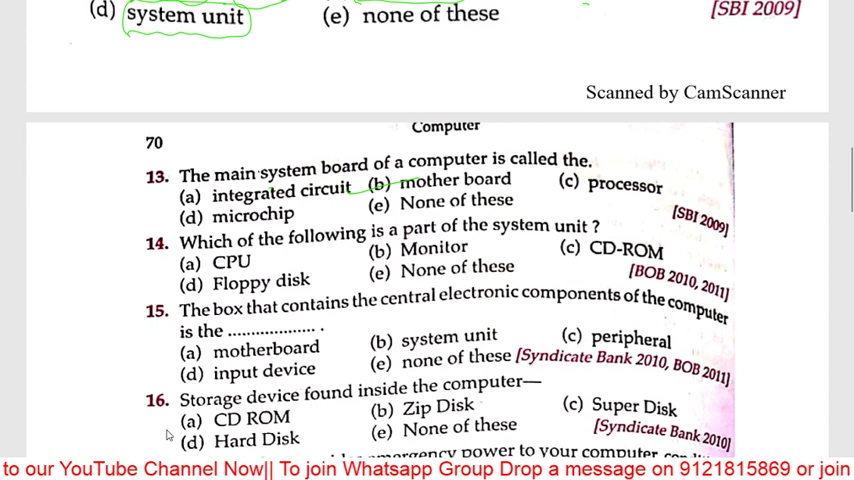 (d) system unit (e) none of these [SBI 2009]
Scanned by CamScanner
70 Computer
13. The main system board of a computer is called the.
(a) integrated circuit (b) mother board (c) processor
(d) microchip (e) None of these [SBI 2009]
14. Which of the following is a part of the system unit ?
(a) CPU (b) Monitor (c) CD-ROM
(d) Floppy disk (e) None of these [BOB 2010, 2011]
15. The box that contains the central electronic components of the computer
is the .................... .
(a) motherboard (b) system unit (c) peripheral
(d) input device (e) none of these [Syndicate Bank 2010, BOB 2011]
16. Storage device found inside the computer—
(a) CD ROM (b) Zip Disk (c) Super Disk
(d) Hard Disk (e) None of these [Syndicate Bank 2010]
power to your computer
to our YouTube Channel Now|| To join Whatsapp Group Drop a message on 9121815869 or join